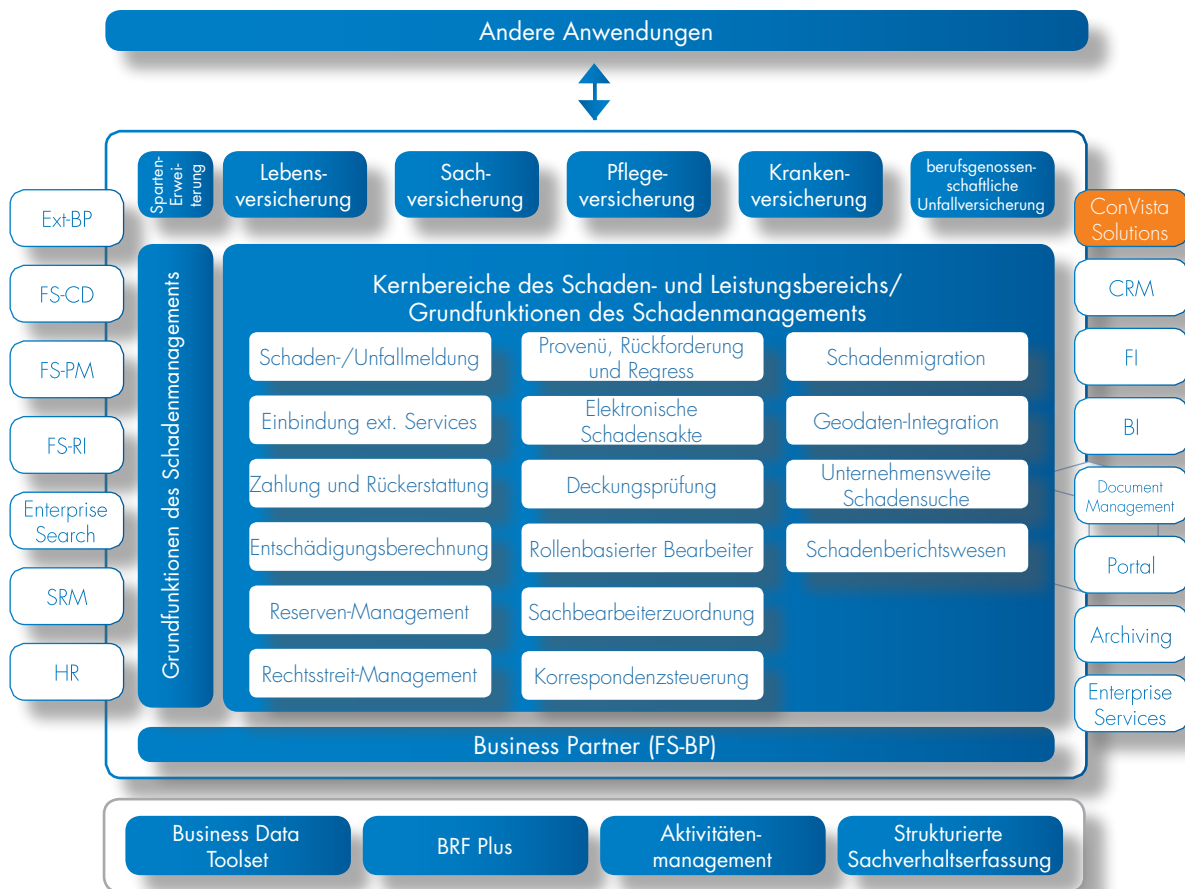 Andere Anwendungen
Sparten-
Erwei-
terung
Lebens-
versicherung
Sach-
versicherung
Pflege-
versicherung
Kranken-
versicherung
berufsgenossen-
schaftliche
Unfallversicherung
Ext-BP
FS-CD
FS-PM
FS-RI
Enterprise
Search
SRM
HR
Grundfunktionen des Schadenmanagements
Kernbereiche des Schaden- und Leistungsbereichs/
Grundfunktionen des Schadenmanagements
Schaden-/Unfallmeldung
Einbindung ext. Services
Zahlung und Rückerstattung
Entschädigungsberechnung
Reserven-Management
Rechtsstreit-Management
Provenü, Rückforderung
und Regress
Elektronische
Schadensakte
Deckungsprüfung
Rollenbasierter Bearbeiter
Sachbearbeiterzuordnung
Korrespondenzsteuerung
Schadenmigration
Geodaten-Integration
Unternehmensweite
Schadensuche
Schadenberichtswesen
ConVista
Solutions
CRM
FI
BI
Document
Management
Portal
Archiving
Enterprise
Services
Business Partner (FS-BP)
Business Data
Toolset
BRF Plus
Aktivitäten-
management
Strukturierte
Sachverhaltserfassung